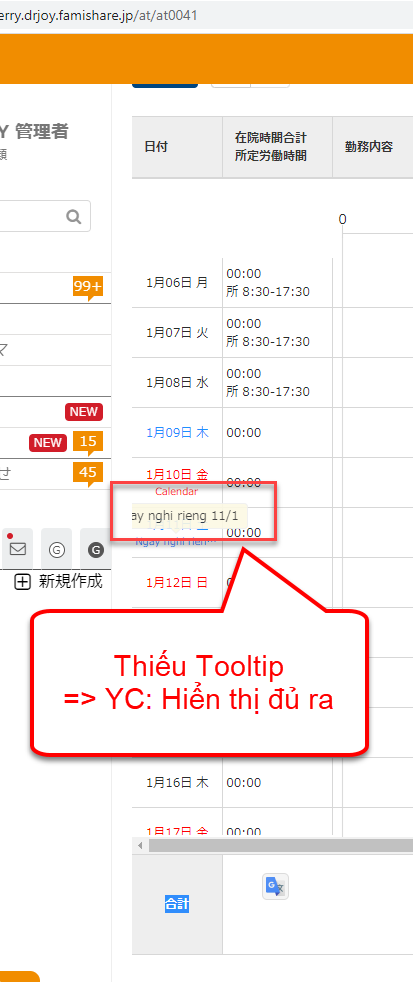 erry.drjoy.famishare.jp/at/at0041
Y 管理者
日付
在院時間合計
所定労働時間
勤務内容
0
99+
マ
NEW
NEW 15
せ 45
G
G
新規作成
1月06日 月
00:00
所 8:30-17:30
1月07日 火
00:00
所 8:30-17:30
1月08日 水
00:00
所 8:30-17:30
1月09日 木
00:00
1月10日 金
Calendar
00:00
ay nghi rieng 11/1
Ngay nghi rien…
00:00
1月12日 日
Thiếu Tooltip
=> YC: Hiển thị đủ ra
1月16日 木
00:00
1月17日 金
00:00
合計
G